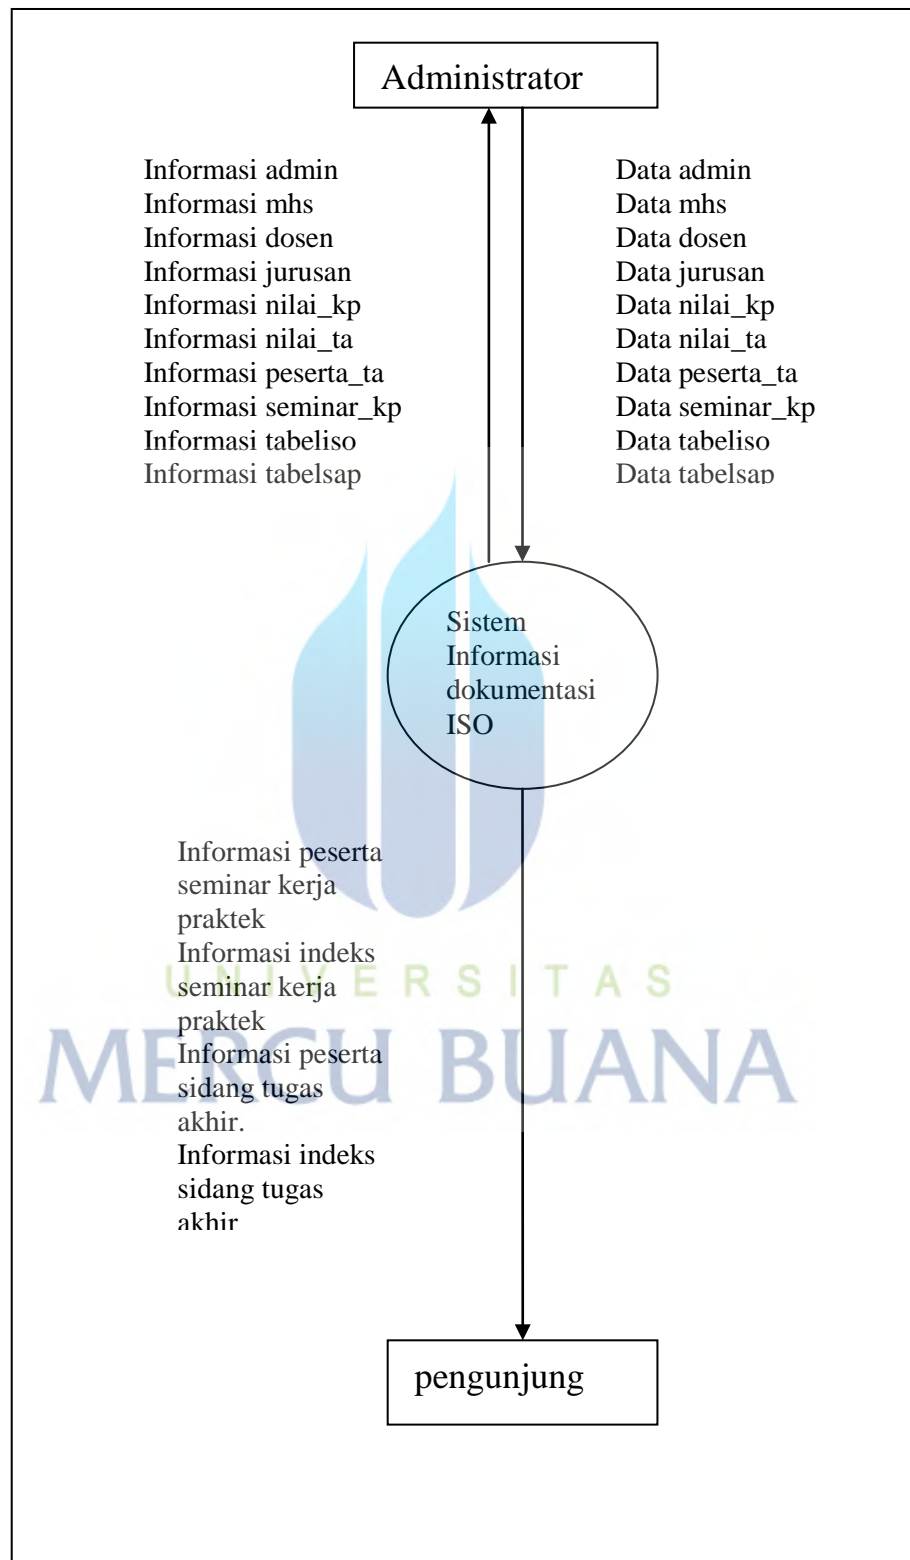 Administrator
Informasi admin
Informasi mhs
Informasi dosen
Informasi jurusan
Informasi nilai_kp
Informasi nilai_ta
Informasi peserta_ta
Informasi seminar_kp
Informasi tabeliso
Informasi tabelsap
Data admin
Data mhs
Data dosen
Data jurusan
Data nilai_kp
Data nilai_ta
Data peserta_ta
Data seminar_kp
Data tabeliso
Data tabelsap
Sistem
Informasi
dokumentasi
ISO
Informasi peserta
seminar kerja
praktek
Informasi indeks
seminar kerja
praktek
Informasi peserta
sidang tugas
akhir.
Informasi indeks
sidang tugas
akhir
UNIVERSITAS
MERCU BUANA
pengunjung